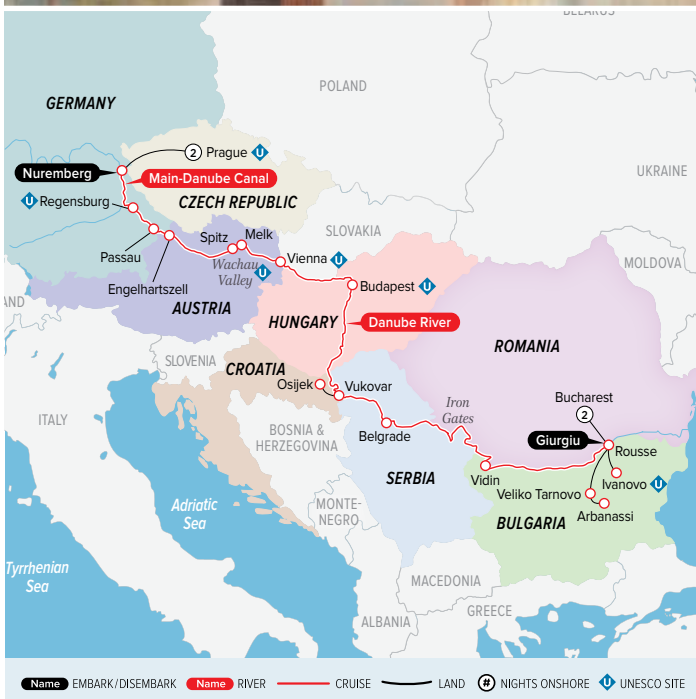 BELARUS
POLAND
GERMANY
UKRAINE
2 Prague U
Nuremberg
Main-Danube Canal
U Regensburg
CZECH REPUBLIC
SLOVAKIA
Spitz
Melk
Passau
Vienna U
Wachau
Valley
U
MOLDOVA
Engelhartszell
Budapest U
AND
AUSTRIA
HUNGARY
Danube River
ROMANIA
SLOVENIA
CROATIA
Osijek
Vukovar
Bucharest
2
Iron
Gates
ITALY
BOSNIA &
HERZEGOVINA
Belgrade
Giurgiu
Rousse
SERBIA
Vidin
Ivanovo U
Veliko Tarnovo
Arbanassi
Adriatic
Sea
MONTE-
NEGRO
BULGARIA
Tyrrhenian
Sea
MACEDONIA
ALBANIA
GREECE
Name EMBARK/DISEMBARK Name RIVER CRUISE LAND # NIGHTS ONSHORE U UNESCO SITE